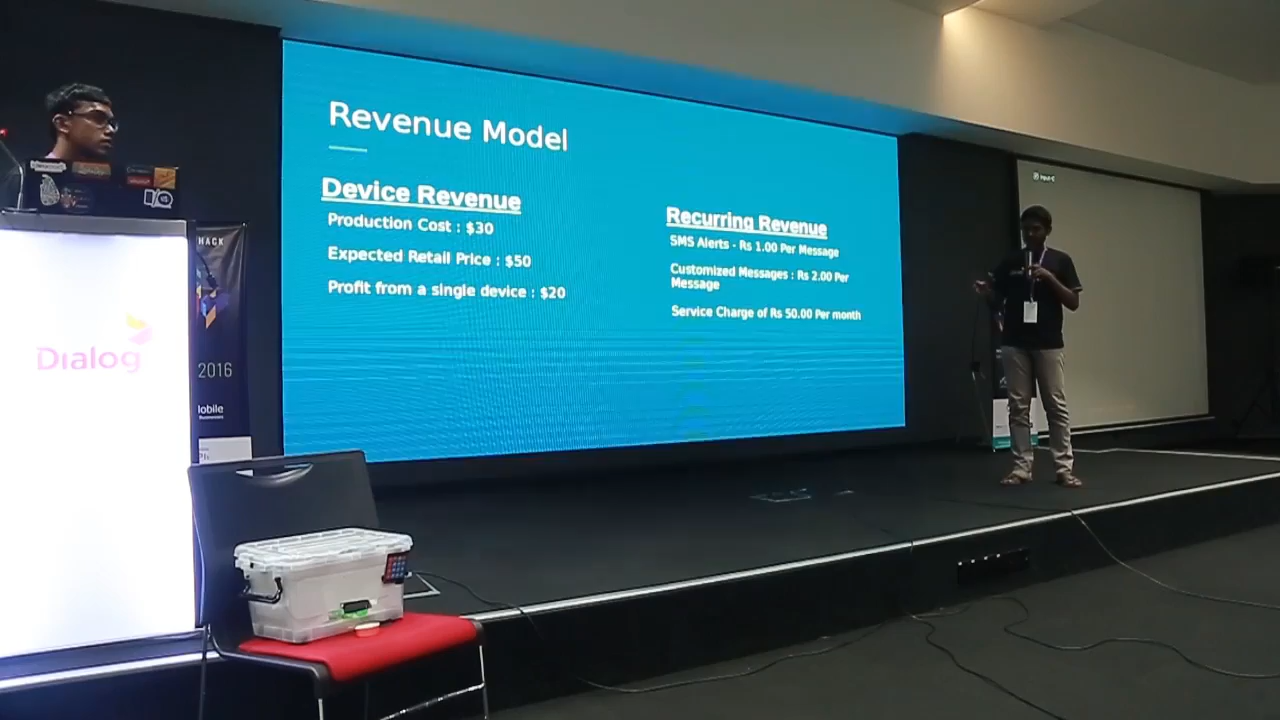 Revenue Model
Device Revenue
Production Cost : $30
Expected Retail Price : $50
Profit from a single device : $20
Recurring Revenue
SMS Alerts - Rs 1.00 Per Message
Customized Messages : Rs 2.00 Per
Message
Service Charge of Rs 50.00 Per month
Dialog
HACK
2016
lobile
I/O